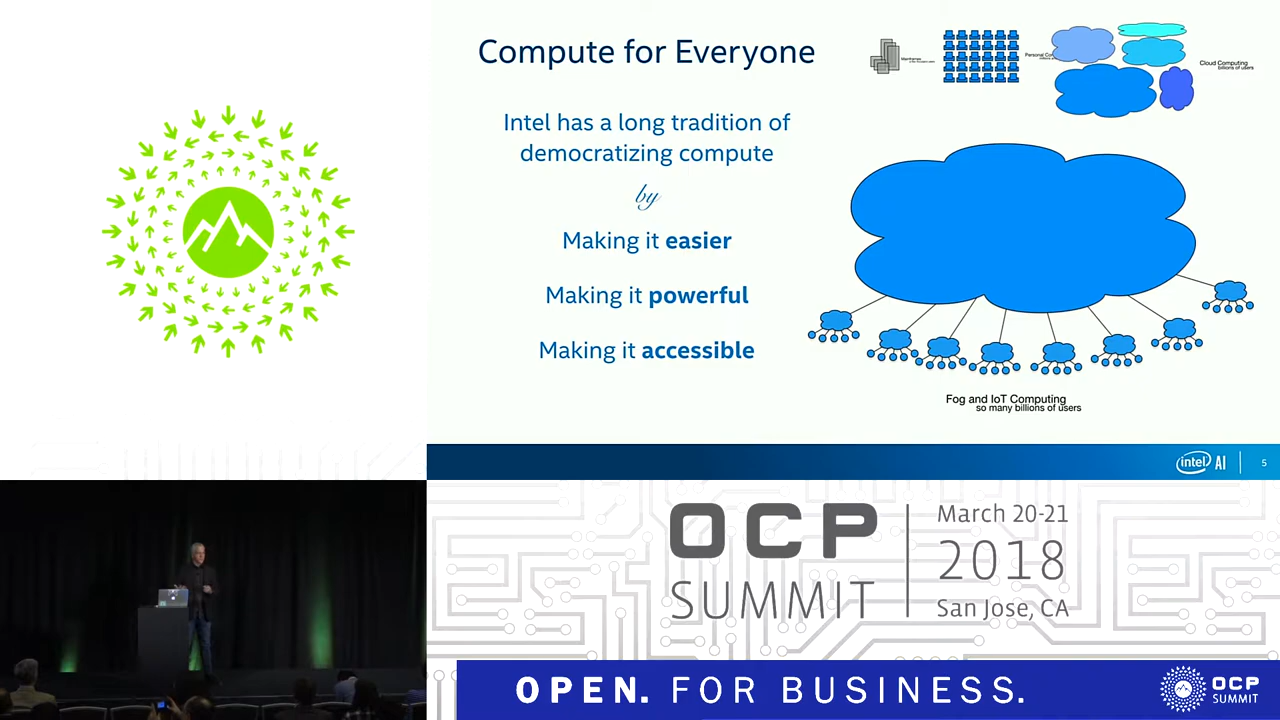 Compute for Everyone
Intel has a long tradition of
democratizing compute
by
Making it easier
Making it powerful
Making it accessible
Mainframes
Cloud Computing
billions of users
Fog and IoT Computing
so many billions of users
intel AI
5
OCP
SUMMIT
March 20-21
2018
San Jose, CA
OPEN. FOR BUSINESS.
OCP
SUMMIT